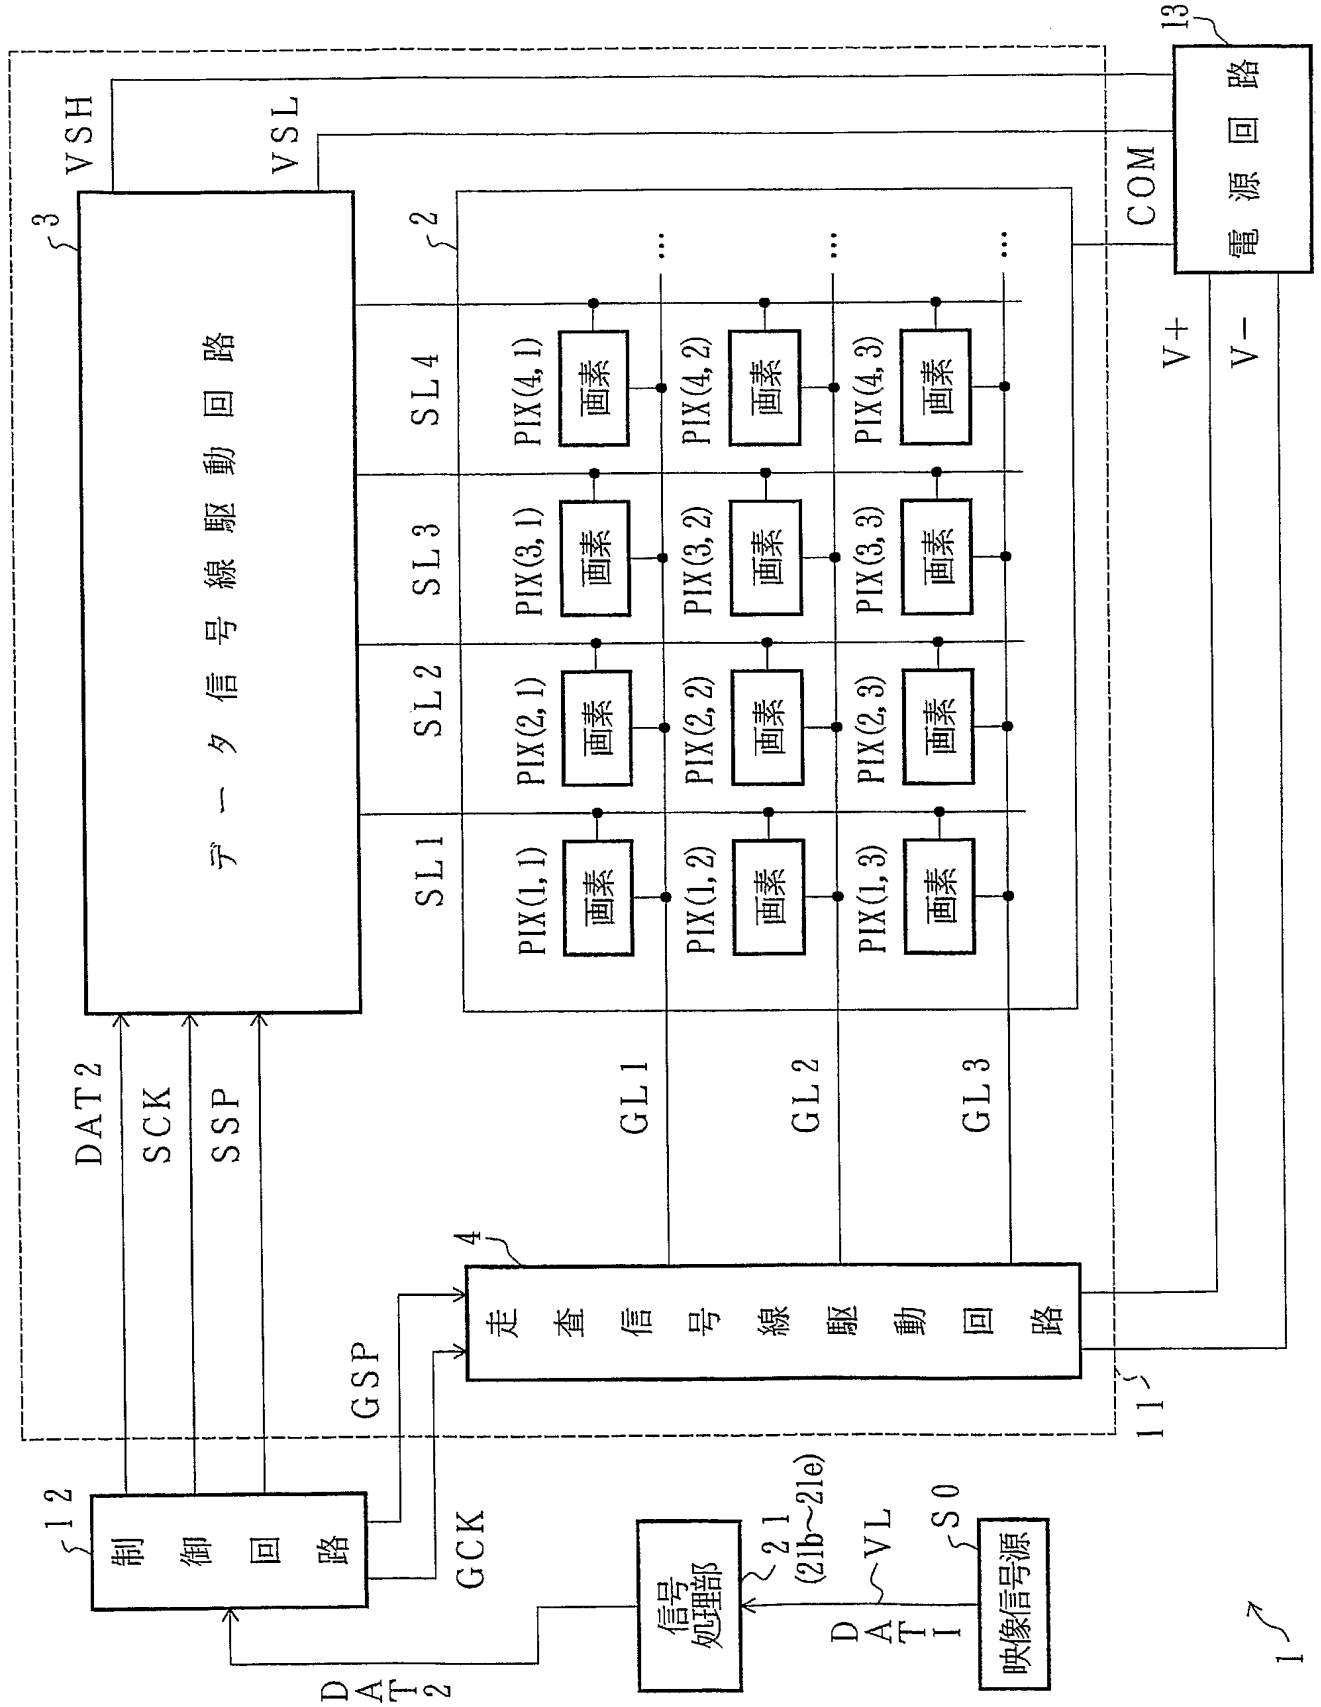 1
映像信号源
S0
DAT1
VL
信号
処理部
21
(21b～21e)
DAT2
制御回路
12
DAT2
SCK
SSP
GSP
GCK
データ信号線駆動回路
3
VSH
VSL
走査信号線駆動回路
4
GL1
GL2
GL3
2
SL1
SL2
SL3
SL4
PIX(1,1)
画素
PIX(2,1)
画素
PIX(3,1)
画素
PIX(4,1)
画素
…
PIX(1,2)
画素
PIX(2,2)
画素
PIX(3,2)
画素
PIX(4,2)
画素
…
PIX(1,3)
画素
PIX(2,3)
画素
PIX(3,3)
画素
PIX(4,3)
画素
…
COM
11
V+
V-
電源回路
13